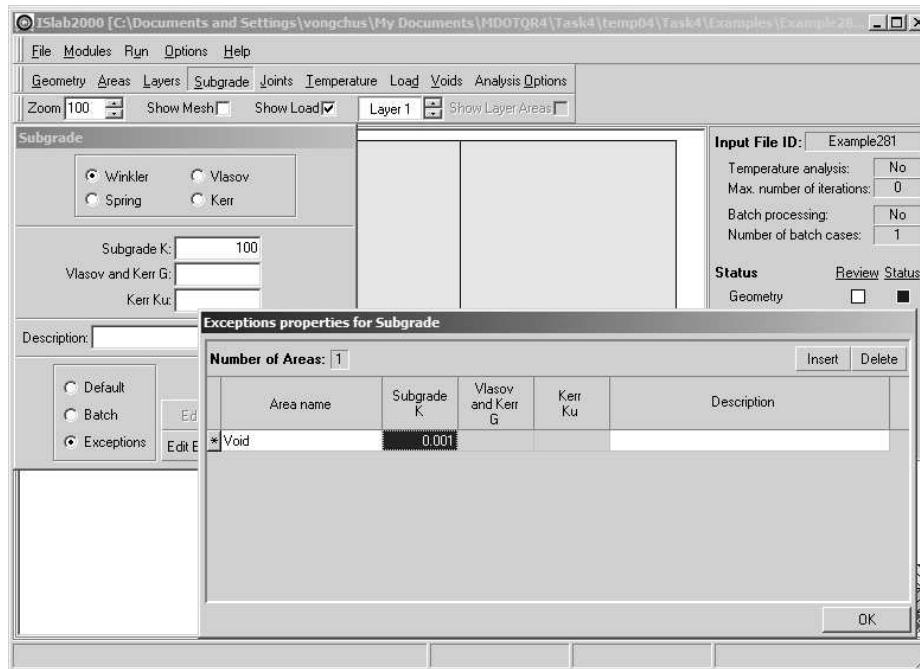 ISlab2000 [C:\Documents and Settings\vongchus\My Documents\MDOTQR4\Task4\temp04\Task4\Examples\Example28...
File Modules Run Options Help
Geometry Areas Layers Subgrade Joints Temperature Load Voids Analysis Options
Zoom 100 Show Mesh Show Load Layer 1 Show Layer Areas
Subgrade
Winkler Vlasov
Spring Kerr
Subgrade K: 100
Vlasov and Kerr G:
Kerr Ku:
Description:
Default
Batch Ed
Exceptions Edit E
Input File ID: Example281
Temperature analysis: No
Max. number of iterations: 0
Batch processing: No
Number of batch cases: 1
Status Review Status
Geometry
Exceptions properties for Subgrade
Number of Areas: 1 Insert Delete
Area name Subgrade K Vlasov and Kerr G Kerr Ku Description
* Void 0.001
OK